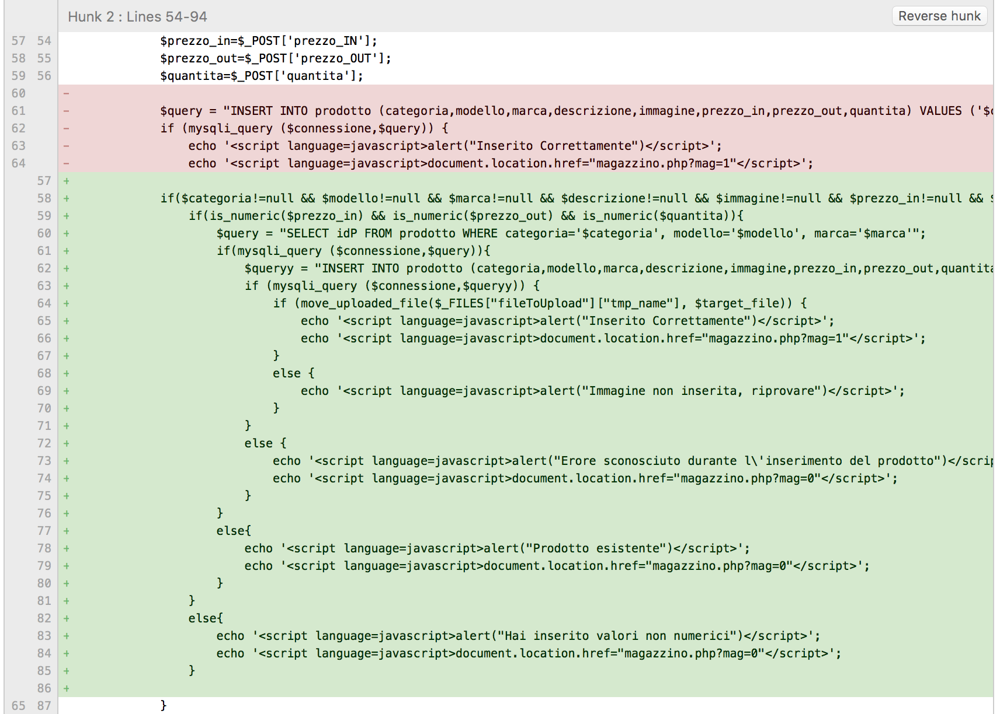 Hunk 2 : Lines 54-94 Reverse hunk
57 54 $prezzo_in=$_POST['prezzo_IN'];
58 55 $prezzo_out=$_POST['prezzo_OUT'];
59 56 $quantita=$_POST['quantita'];
60 -
61 - $query = "INSERT INTO prodotto (categoria,modello,marca,descrizione,immagine,prezzo_in,prezzo_out,quantita) VALUES ('$
62 - if (mysqli_query ($connessione,$query)) {
63 - echo '<script language=javascript>alert("Inserito Correttamente")</script>';
64 - echo '<script language=javascript>document.location.href="magazzino.php?mag=1"</script>';
57 +
58 + if($categoria!=null && $modello!=null && $marca!=null && $descrizione!=null && $immagine!=null && $prezzo_in!=null &&
59 + if(is_numeric($prezzo_in) && is_numeric($prezzo_out) && is_numeric($quantita)){
60 + $query = "SELECT idP FROM prodotto WHERE categoria='$categoria', modello='$modello', marca='$marca'";
61 + if(mysqli_query ($connessione,$query)){
62 + $queryy = "INSERT INTO prodotto (categoria,modello,marca,descrizione,immagine,prezzo_in,prezzo_out,quantita
63 + if (mysqli_query ($connessione,$queryy)) {
64 + if (move_uploaded_file($_FILES["fileToUpload"]["tmp_name"], $target_file)) {
65 + echo '<script language=javascript>alert("Inserito Correttamente")</script>';
66 + echo '<script language=javascript>document.location.href="magazzino.php?mag=1"</script>';
67 + }
68 + else {
69 + echo '<script language=javascript>alert("Immagine non inserita, riprovare")</script>';
70 + }
71 + }
72 + else {
73 + echo '<script language=javascript>alert("Erore sconosciuto durante l\'inserimento del prodotto")</scrip
74 + echo '<script language=javascript>document.location.href="magazzino.php?mag=0"</script>';
75 + }
76 + }
77 + else{
78 + echo '<script language=javascript>alert("Prodotto esistente")</script>';
79 + echo '<script language=javascript>document.location.href="magazzino.php?mag=0"</script>';
80 + }
81 + }
82 + else{
83 + echo '<script language=javascript>alert("Hai inserito valori non numerici")</script>';
84 + echo '<script language=javascript>document.location.href="magazzino.php?mag=0"</script>';
85 + }
86 +
65 87 }